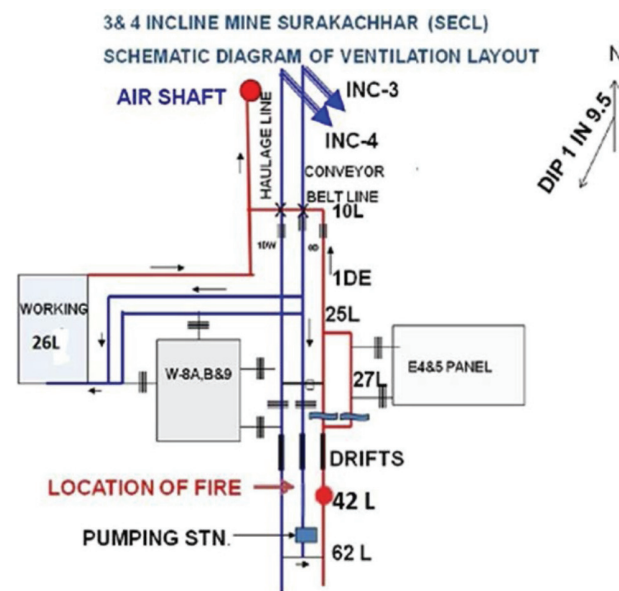 3& 4 INCLINE MINE SURAKACHHAR (SECL)
SCHEMATIC DIAGRAM OF VENTILATION LAYOUT
N
AIR SHAFT
INC-3
INC-4
HAULAGE LINE
CONVEYOR
BELT LINE
DIP 1 IN 9.5
10L
1DW
1DE
WORKING
26L
25L
W-8A,B&9
27L
E4&5 PANEL
DRIFTS
LOCATION OF FIRE
42 L
PUMPING STN.
62 L